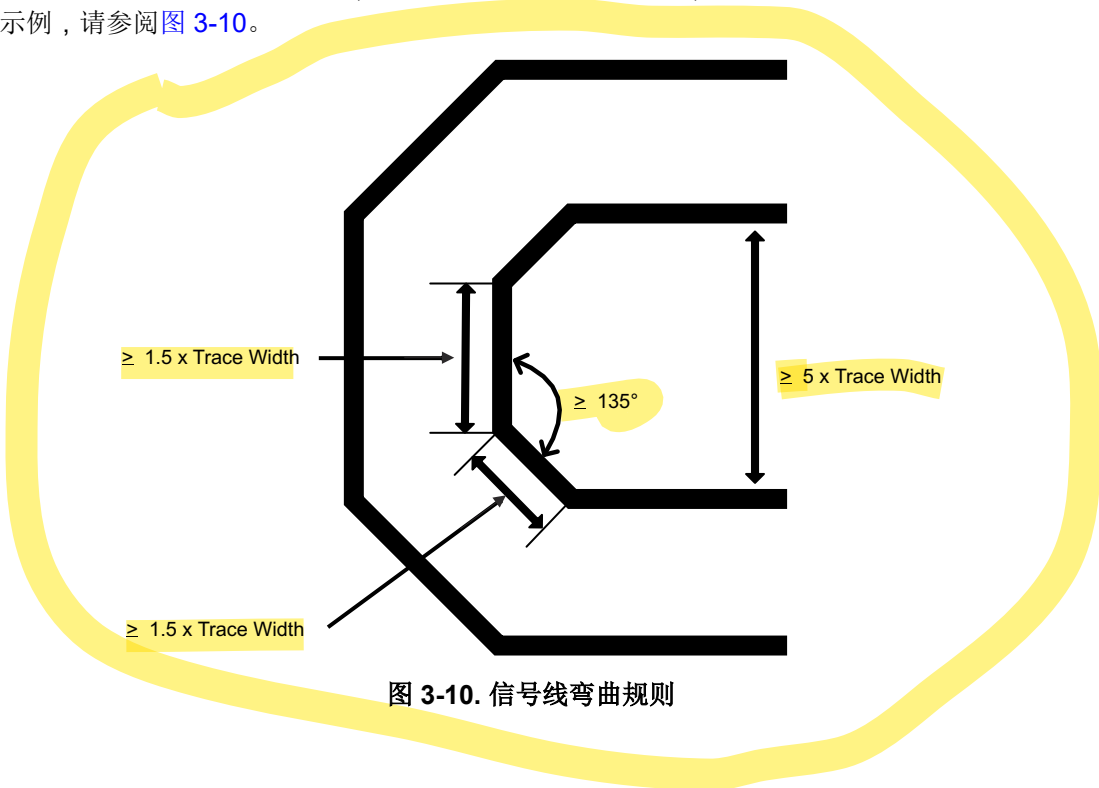 示例，请参阅图 3-10。
≥ 1.5 x Trace Width
≥ 135°
≥ 5 x Trace Width
≥ 1.5 x Trace Width
图 3-10. 信号线弯曲规则